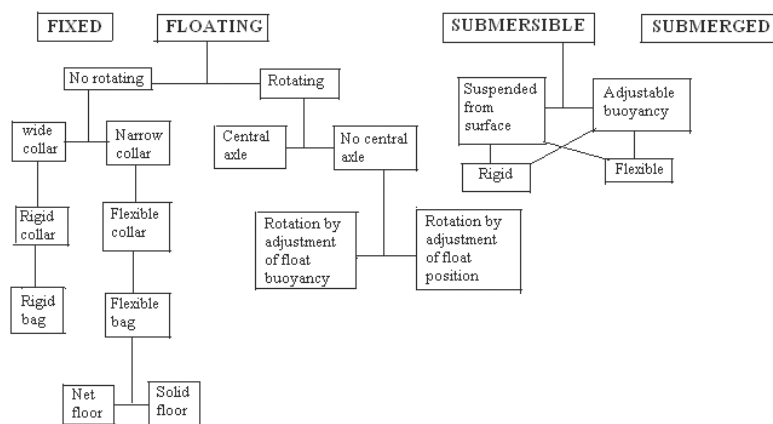 FIXED
FLOATING
SUBMERSIBLE
SUBMERGED
No rotating
Rotating
Suspended
from
surface
Adjustable
buoyancy
wide
collar
Narrow
collar
Central
axle
No central
axle
Rigid
Flexible
Rigid
collar
Flexible
collar
Rotation by
adjustment
of float
buoyancy
Rotation by
adjustment
of float
position
Rigid
bag
Flexible
bag
Net
floor
Solid
floor